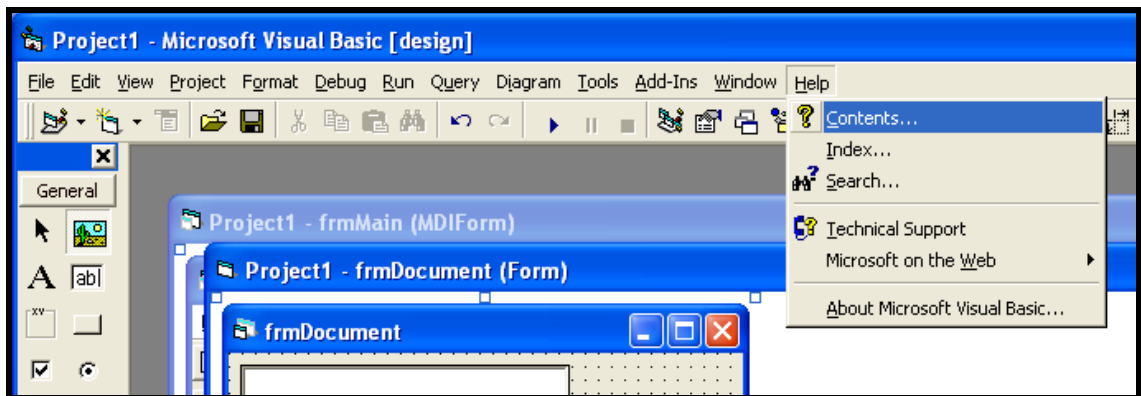 Project1 - Microsoft Visual Basic [design]
File Edit View Project Format Debug Run Query Diagram Tools Add-Ins Window Help
Contents...
Index...
Search...
Technical Support
Microsoft on the Web
About Microsoft Visual Basic...
General
A ab
xv
Project1 - frmMain (MDIForm)
Project1 - frmDocument (Form)
frmDocument